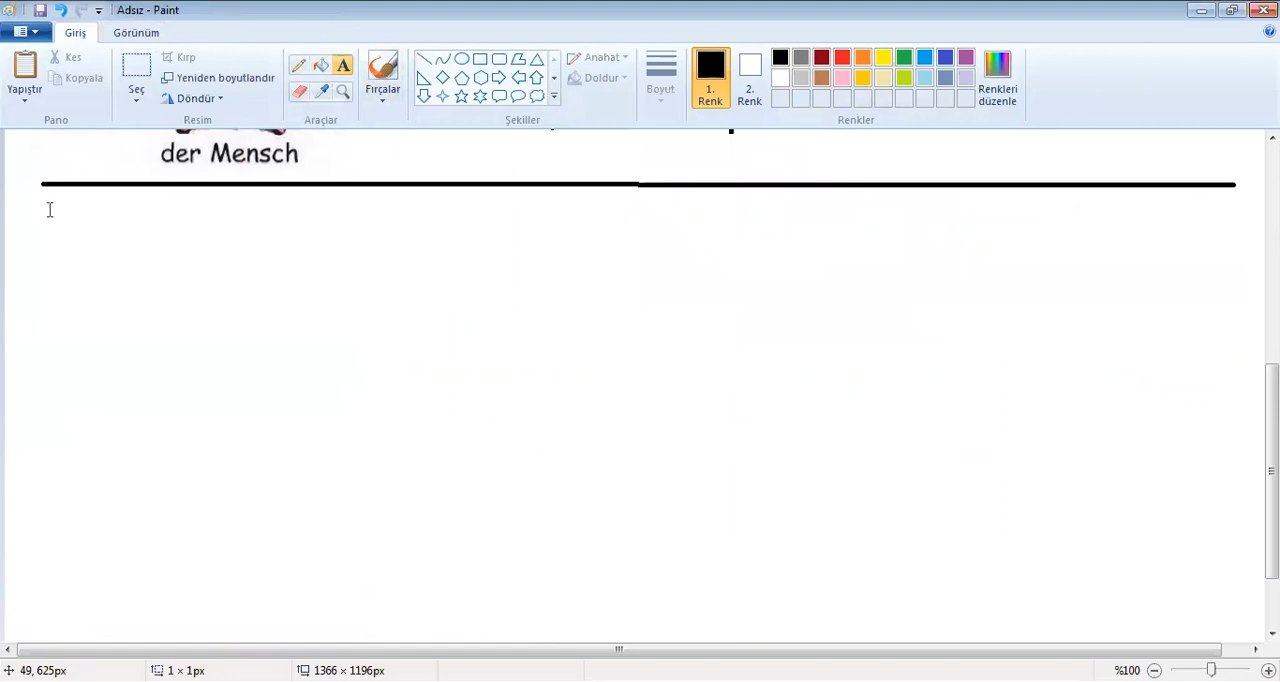 Adsız - Paint
Giriş
Görünüm
Yapıştır
Kes
Kopyala
Pano
Seç
Kırp
Yeniden boyutlandır
Döndür
Resim
A
Araçlar
Fırçalar
Şekiller
Anahat
Doldur
Boyut
1.
Renk
2.
Renk
Renkler
Renkleri
düzenle
der Mensch
49, 625px
1 × 1px
1366 × 1196px
%100